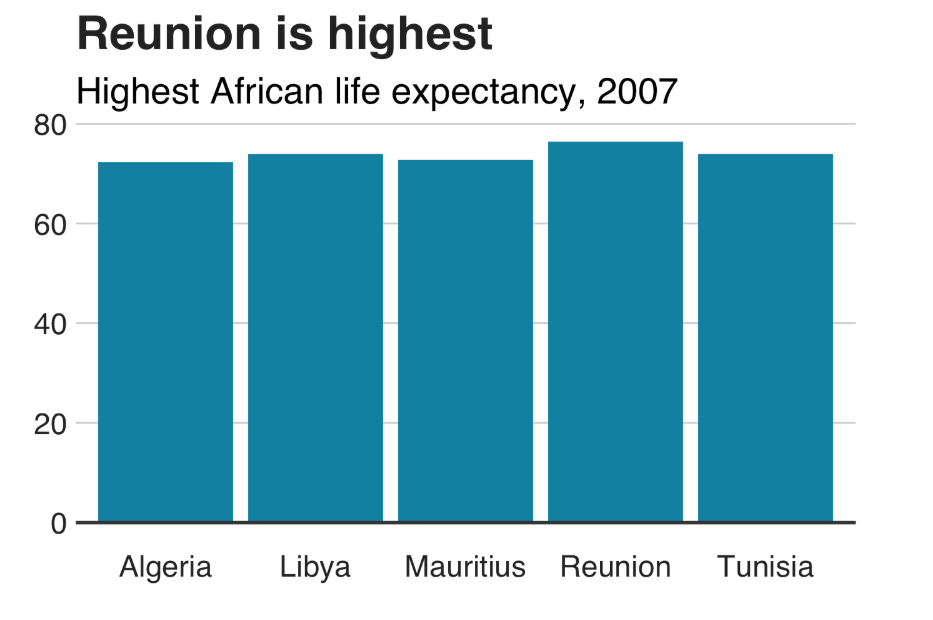 Reunion is highest
Highest African life expectancy, 2007
80
60
40
20
0
Algeria Libya Mauritius Reunion Tunisia